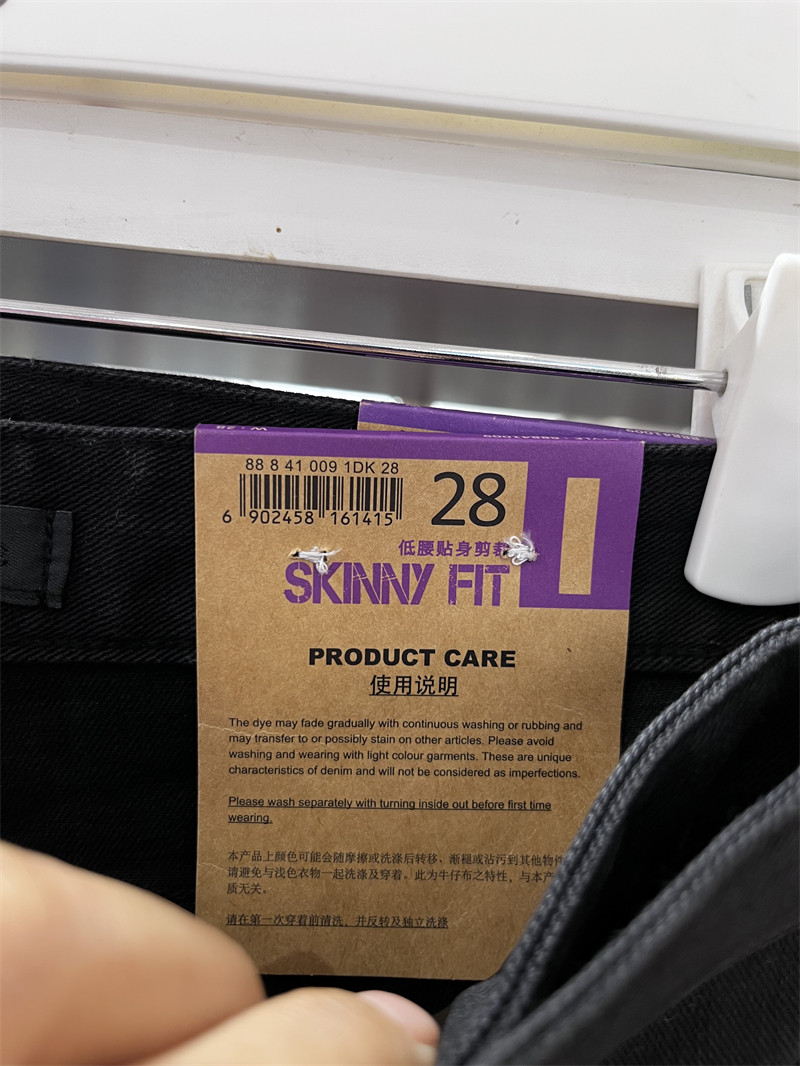 W : 28
88 8 41 009 1DK 28
6 902458 161415
28
低腰贴身剪裁
SKINNY FIT
PRODUCT CARE
使用说明
The dye may fade gradually with continuous washing or rubbing and
may transfer to or possibly stain on other articles. Please avoid
washing and wearing with light colour garments. These are unique
characteristics of denim and will not be considered as imperfections.
Please wash separately with turning inside out before first time
wearing.
本产品上颜色可能会随摩擦或洗涤后转移、渐褪或沾污到其他物件
请避免与浅色衣物一起洗涤及穿着。此为牛仔布之特性，与本产
质无关。
请在第一次穿着前清洗，并反转及独立洗涤